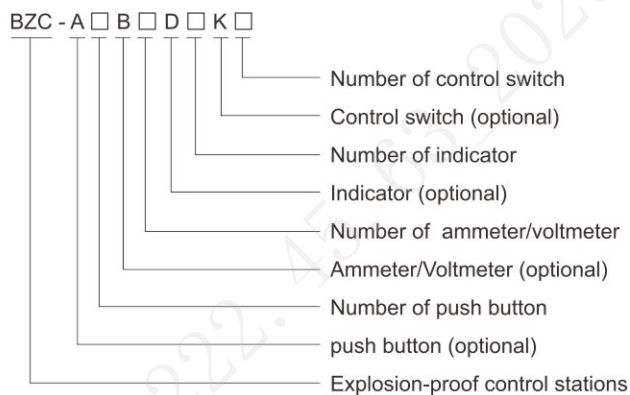 BZC - A □ B □ D □ K □
Number of control switch
Control switch (optional)
Number of indicator
Indicator (optional)
Number of ammeter/voltmeter
Ammeter/Voltmeter (optional)
Number of push button
push button (optional)
Explosion-proof control stations